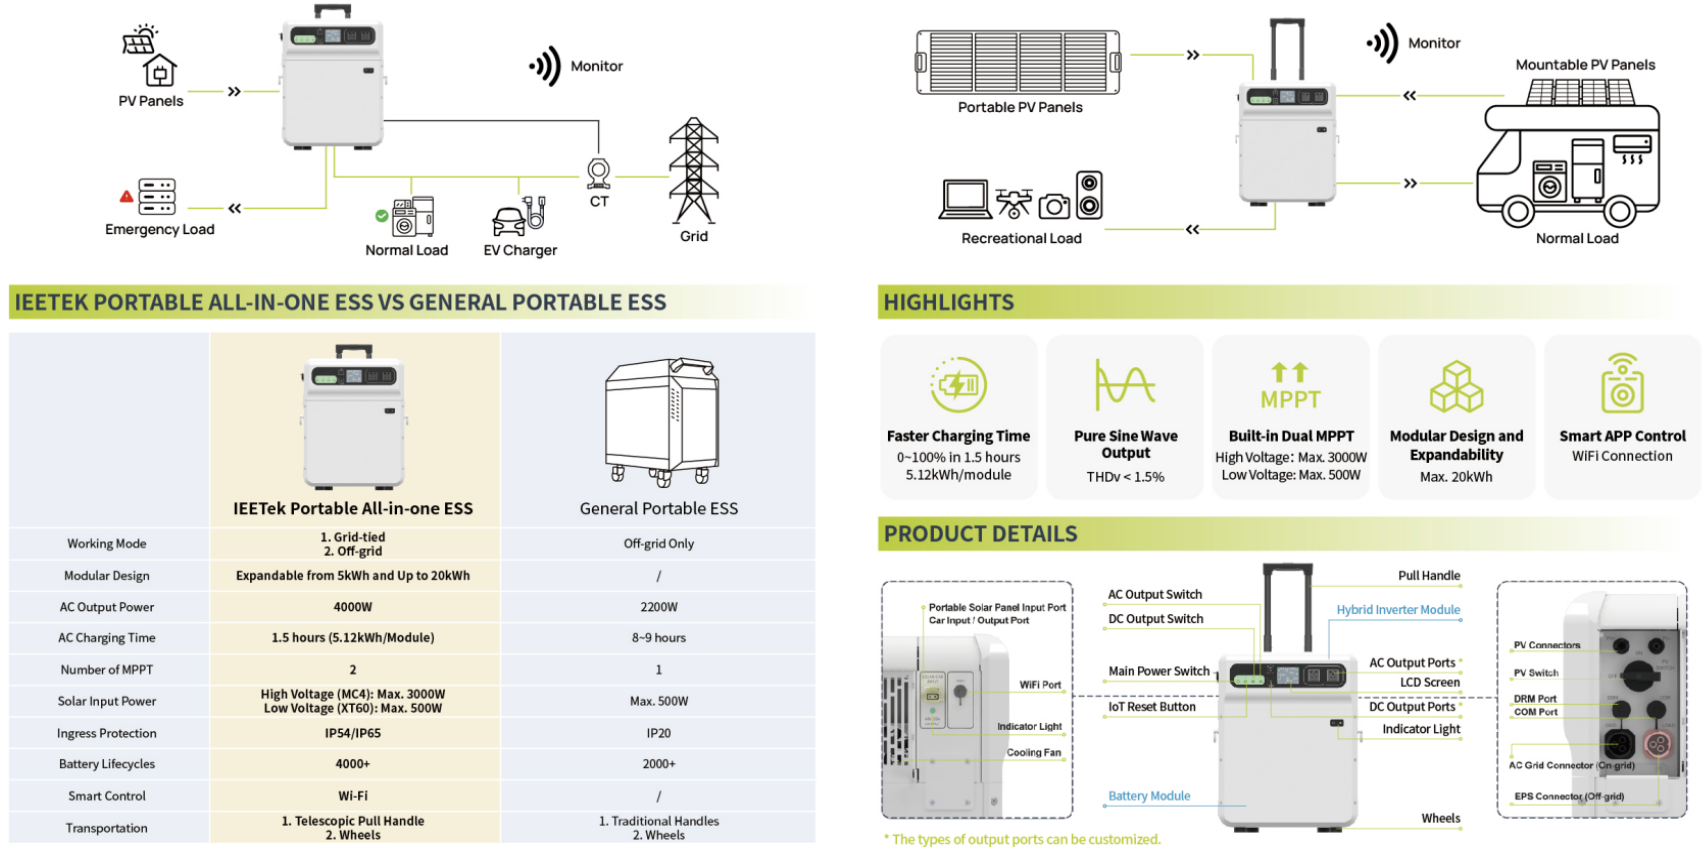 PV Panels
Monitor
Emergency Load
Normal Load
EV Charger
CT
Grid
Portable PV Panels
Monitor
Mountable PV Panels
Recreational Load
Normal Load
IEETEK PORTABLE ALL-IN-ONE ESS VS GENERAL PORTABLE ESS
IEETek Portable All-in-one ESS
General Portable ESS
Working Mode
1. Grid-tied
2. Off-grid
Off-grid Only
Modular Design
Expandable from 5kWh and Up to 20kWh
/
AC Output Power
4000W
2200W
AC Charging Time
1.5 hours (5.12kWh/Module)
8~9 hours
Number of MPPT
2
1
Solar Input Power
High Voltage (MC4): Max. 3000W
Low Voltage (XT60): Max. 500W
Max. 500W
Ingress Protection
IP54/IP65
IP20
Battery Lifecycles
4000+
2000+
Smart Control
Wi-Fi
/
Transportation
1. Telescopic Pull Handle
2. Wheels
1. Traditional Handles
2. Wheels
HIGHLIGHTS
Faster Charging Time
0~100% in 1.5 hours
5.12kWh/module
Pure Sine Wave
Output
THDv < 1.5%
MPPT
Built-in Dual MPPT
High Voltage: Max. 3000W
Low Voltage: Max. 500W
Modular Design and
Expandability
Max. 20kWh
Smart APP Control
WiFi Connection
PRODUCT DETAILS
Portable Solar Panel Input Port
Car Input / Output Port
WiFi Port
Indicator Light
Cooling Fan
AC Output Switch
DC Output Switch
Main Power Switch
IoT Reset Button
Battery Module
Pull Handle
Hybrid Inverter Module
AC Output Ports *
LCD Screen
DC Output Ports *
Indicator Light
Wheels
PV Connectors
PV Switch
DRM Port
COM Port
AC Grid Connector (On-grid)
EPS Connector (Off-grid)
* The types of output ports can be customized.